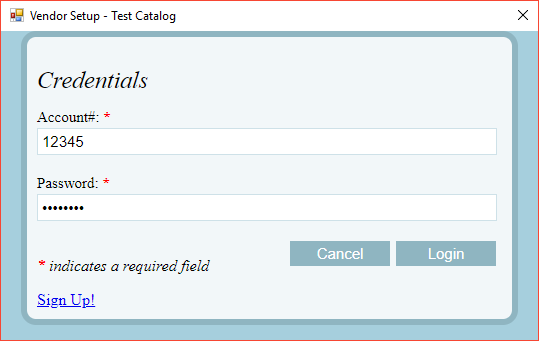 Vendor Setup - Test Catalog
Credentials
Account#: *
12345
Password: *
••••••••
Cancel
Login
* indicates a required field
Sign Up!